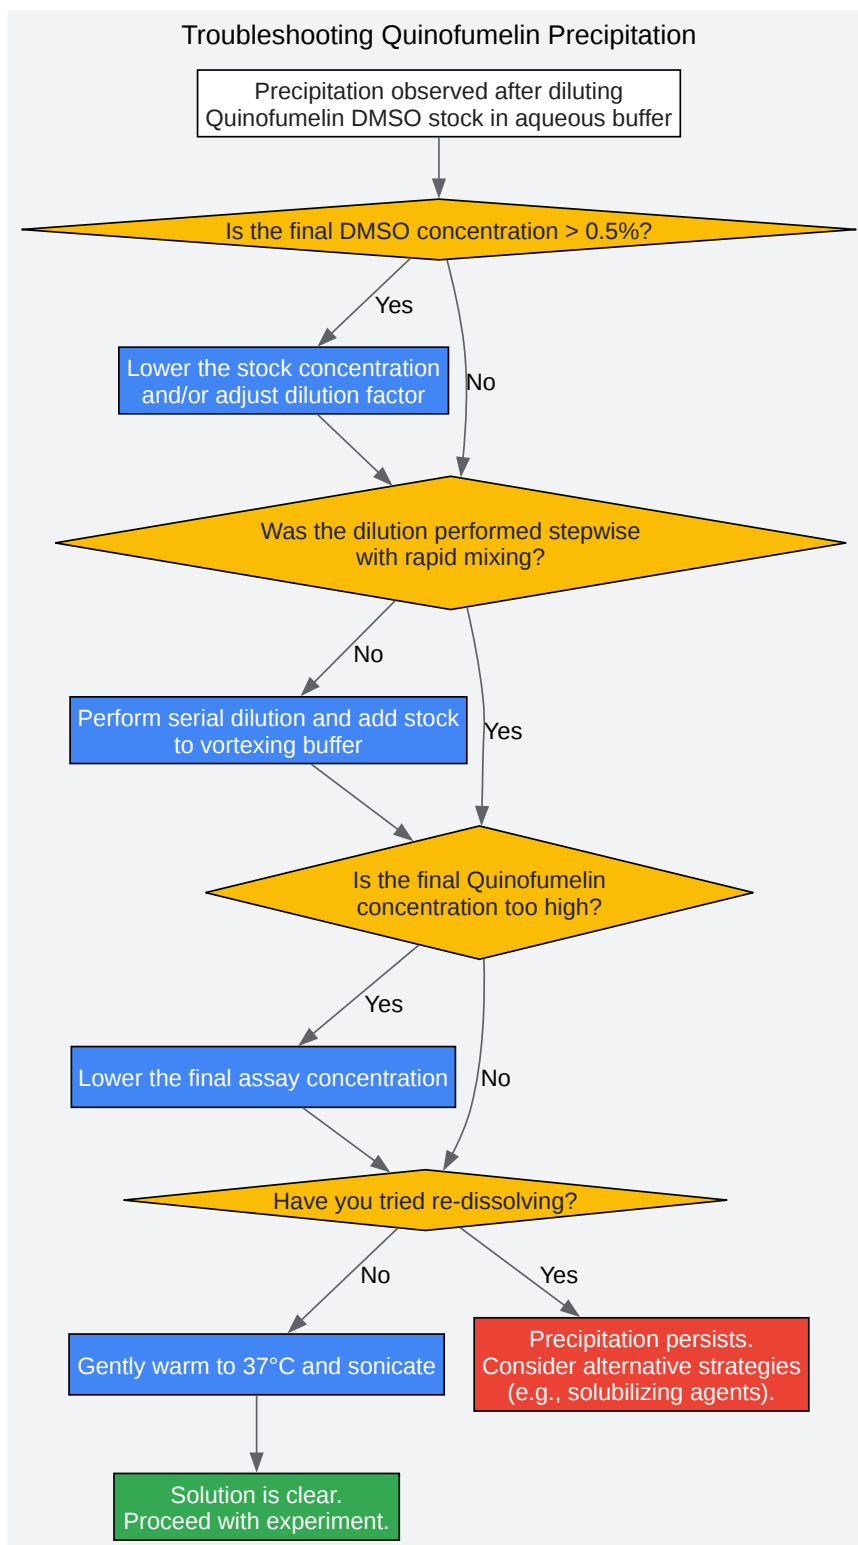 Troubleshooting Quinofumelin Precipitation
Precipitation observed after diluting
Quinofumelin DMSO stock in aqueous buffer
Is the final DMSO concentration > 0.5%?
Yes
Lower the stock concentration
and/or adjust dilution factor
No
Was the dilution performed stepwise
with rapid mixing?
No
Perform serial dilution and add stock
to vortexing buffer
Yes
Is the final Quinofumelin
concentration too high?
Yes
Lower the final assay concentration
No
Have you tried re-dissolving?
No
Yes
Gently warm to 37°C and sonicate
Precipitation persists.
Consider alternative strategies
(e.g., solubilizing agents).
Solution is clear.
Proceed with experiment.